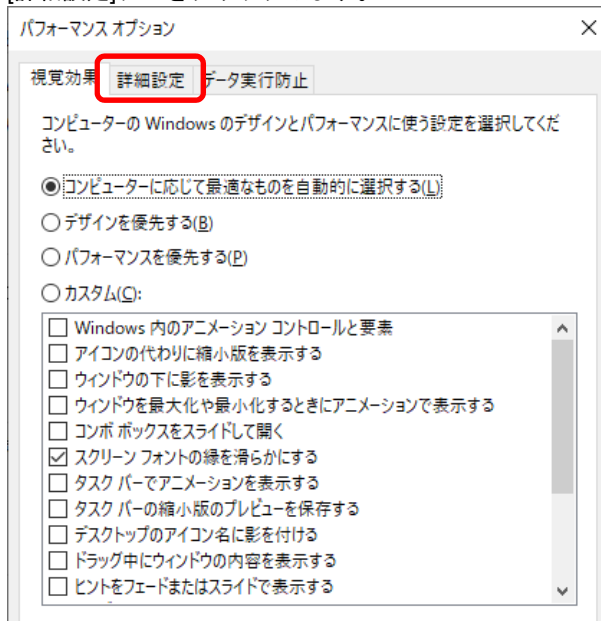 パフォーマンス オプション
視覚効果 詳細設定 データ実行防止
コンピューターの Windows のデザインとパフォーマンスに使う設定を選択してくだ
さい。
コンピューターに応じて最適なものを自動的に選択する(L)
デザインを優先する(B)
パフォーマンスを優先する(P)
カスタム(C):
Windows 内のアニメーション コントロールと要素
アイコンの代わりに縮小版を表示する
ウィンドウの下に影を表示する
ウィンドウを最大化や最小化するときにアニメーションで表示する
コンボ ボックスをスライドして開く
スクリーン フォントの縁を滑らかにする
タスク バーでアニメーションを表示する
タスク バーの縮小版のプレビューを保存する
デスクトップのアイコン名に影を付ける
ドラッグ中にウィンドウの内容を表示する
ヒントをフェードまたはスライドで表示する